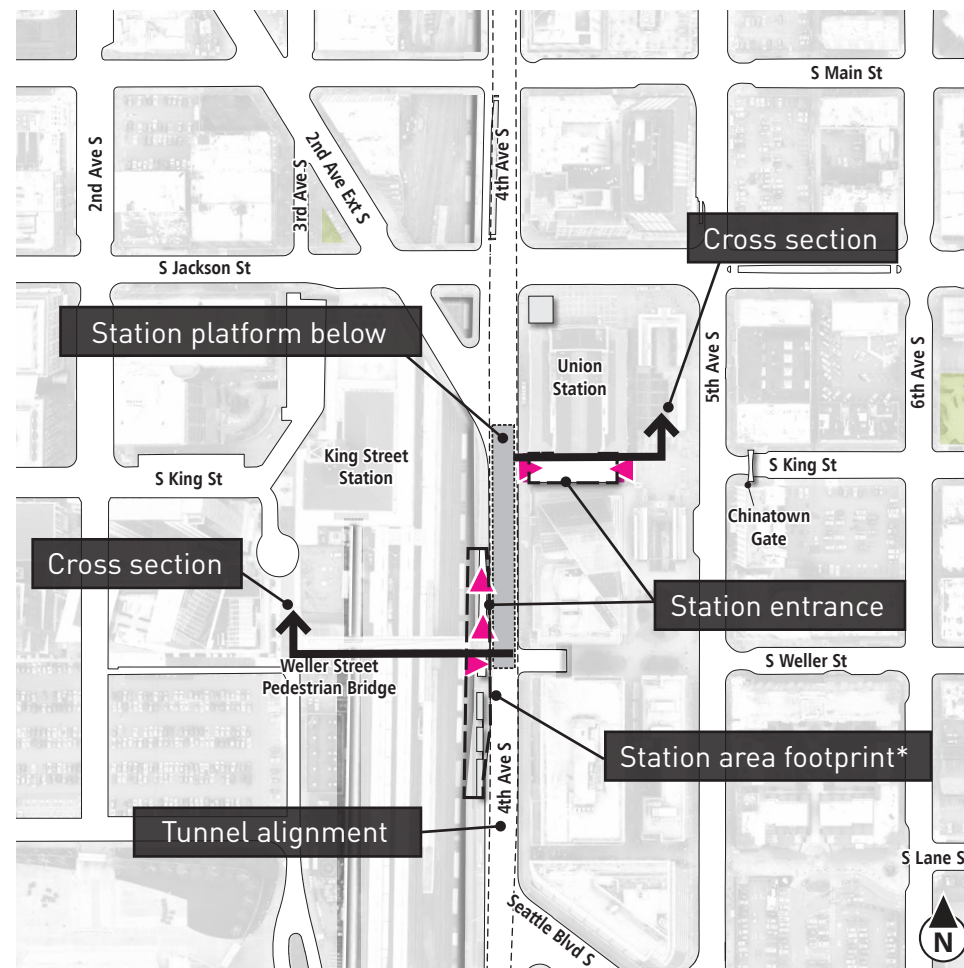 S Main St
2nd Ave S
3rd Ave S
2nd Ave Ext S
4th Ave S
Cross section
S Jackson St
Station platform below
Union
Station
5th Ave S
6th Ave S
King Street
Station
S King St
S King St
Chinatown
Gate
Cross section
Station entrance
Weller Street
Pedestrian Bridge
S Weller St
Station area footprint*
4th Ave S
Tunnel alignment
S Lane S
Seattle Blvd S
N